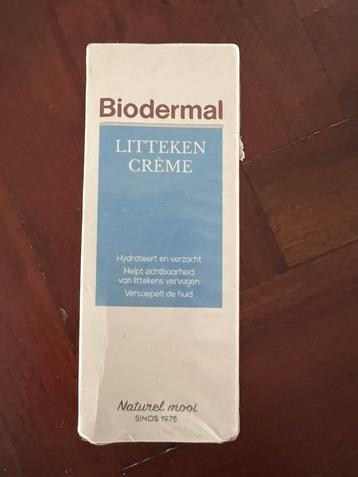 Biodermal
LITTEKEN
CRÈME
Hydrateert en verzacht
Helpt zichtbaarheid
van littekens vervagen
Versoepelt de huid
Naturel mooi
SINDS 1975